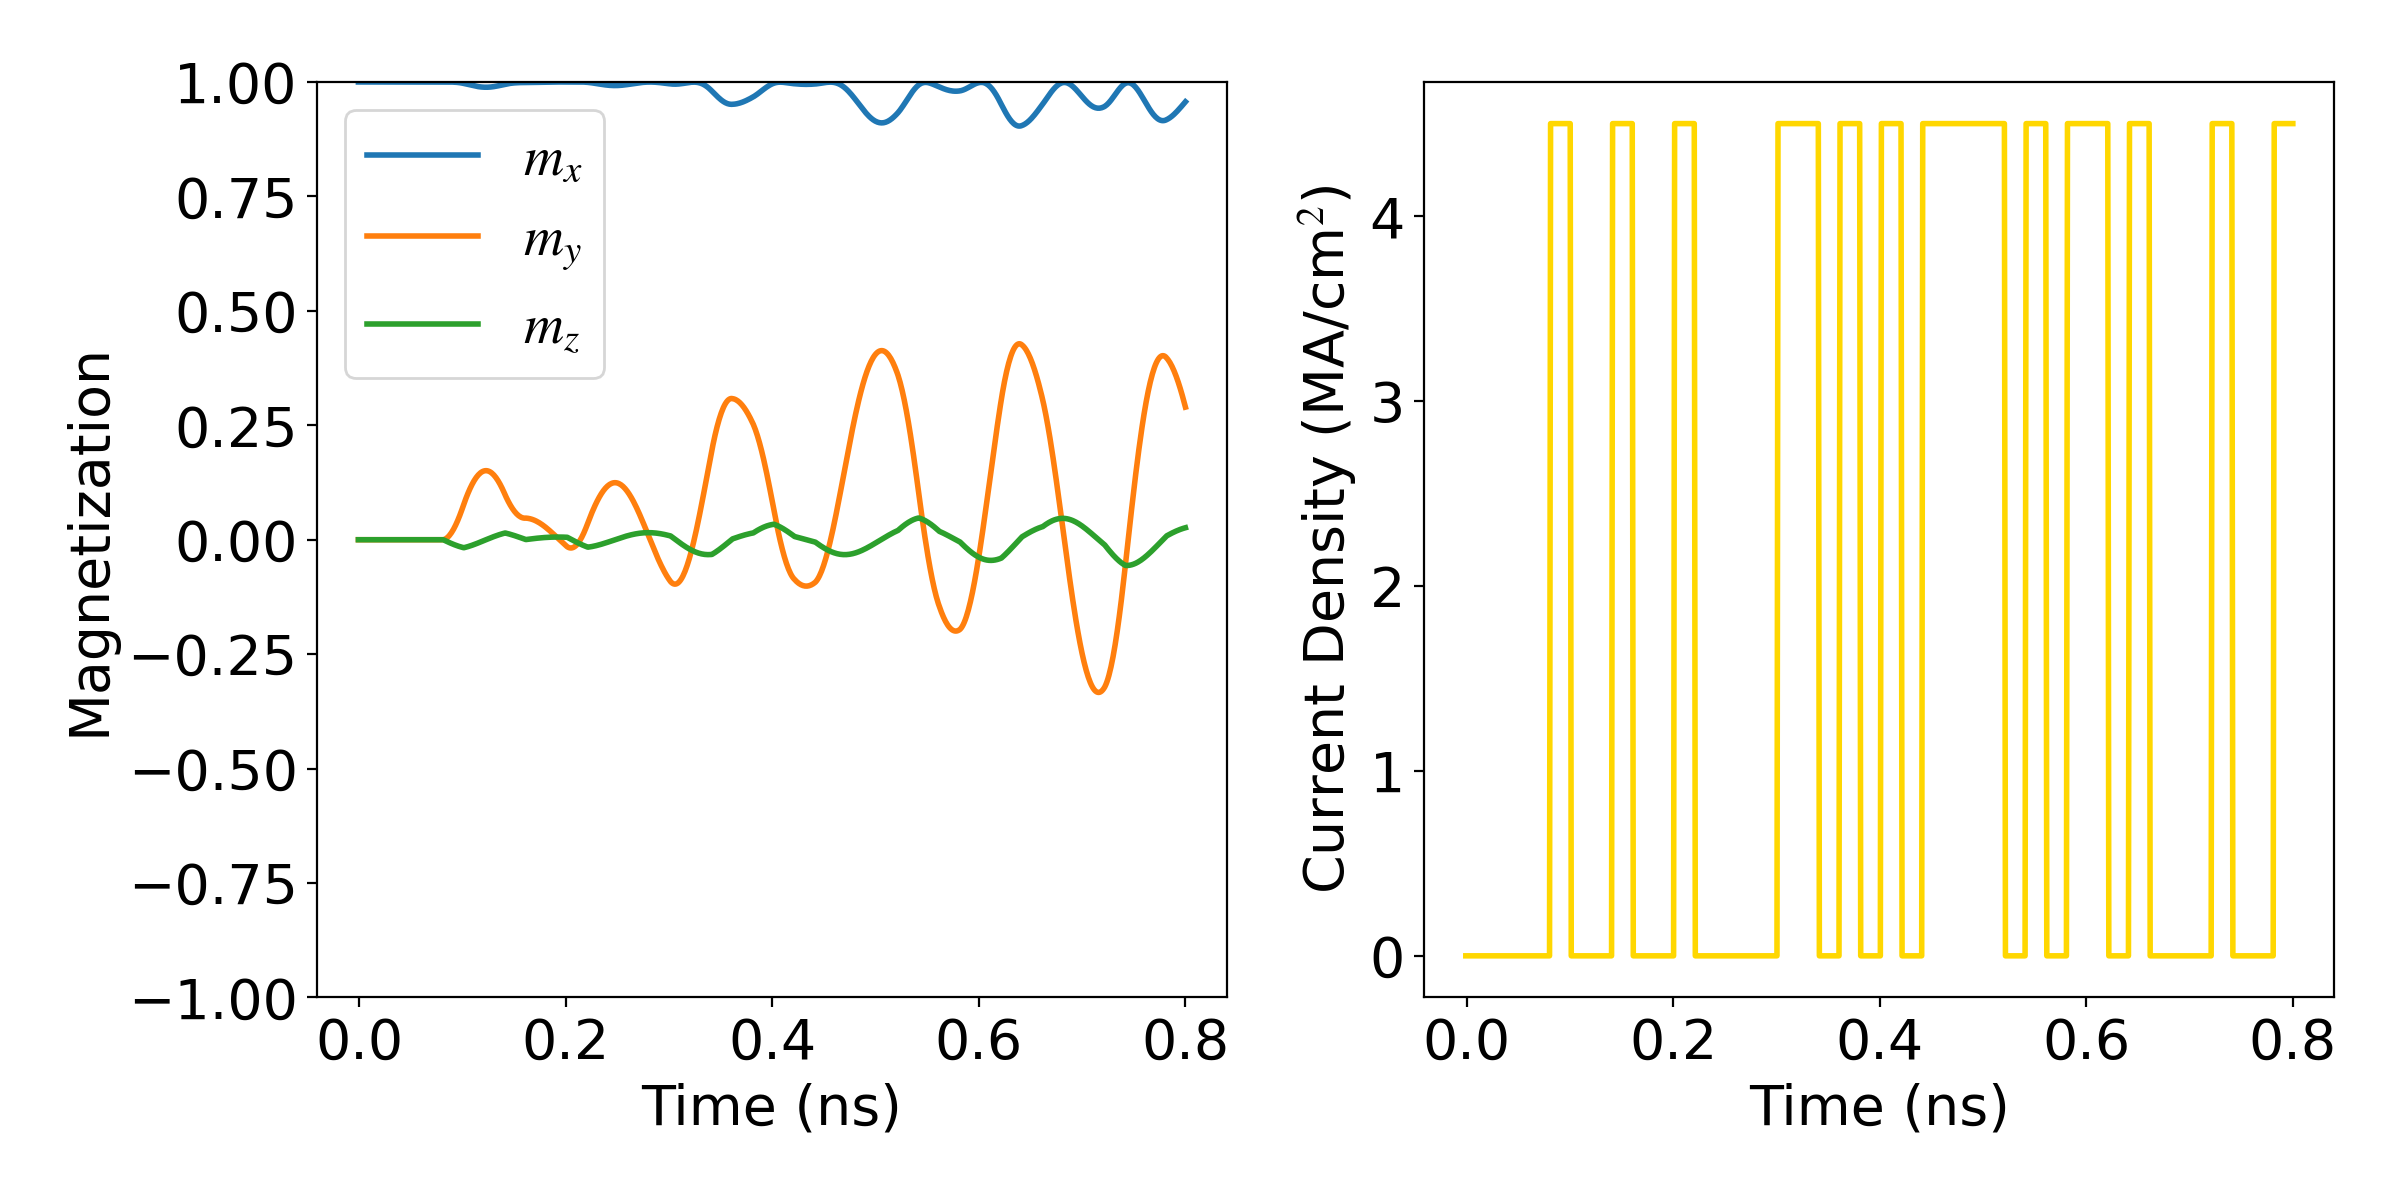 1.00
0.75
0.50
0.25
0.00
−0.25
−0.50
−0.75
−1.00
Magnetization
m_x
m_y
m_z
0.0 0.2 0.4 0.6 0.8
Time (ns)
4
3
2
1
0
Current Density (MA/cm²)
0.0 0.2 0.4 0.6 0.8
Time (ns)